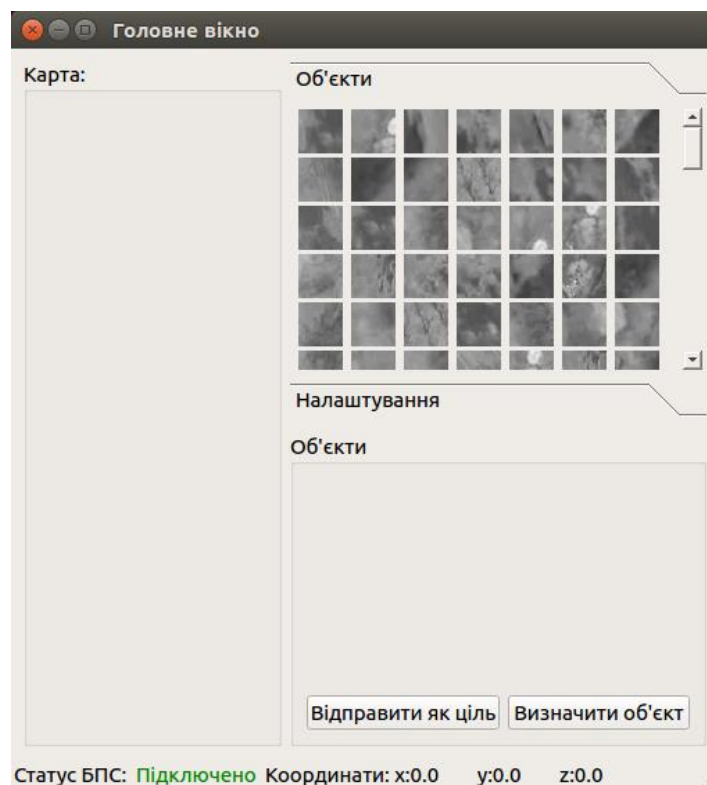 Головне вікно
Карта:
Об'єкти
Налаштування
Об'єкти
Відправити як ціль
Визначити об'єкт
Статус БПС: Підключено Координати: x:0.0 y:0.0 z:0.0